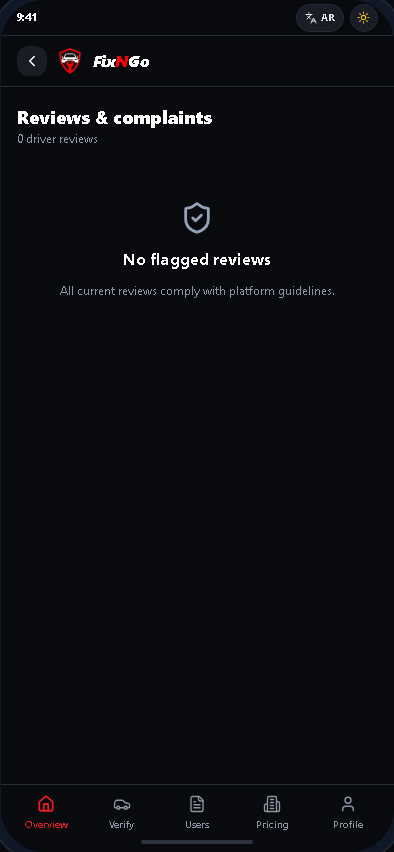 9:41
AR
FixNGo
Reviews & complaints
0 driver reviews
No flagged reviews
All current reviews comply with platform guidelines.
Overview Verify Users Pricing Profile